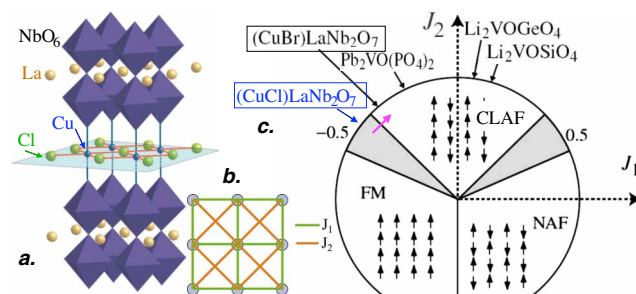 NbO₆
La
Cl
Cu
a.
b.
J₁
J₂
c.
J₂
(CuBr)LaNb₂O₇
Pb₂VO(PO₄)₂
Li₂VOGeO₄
Li₂VOSiO₄
(CuCl)LaNb₂O₇
−0.5
CLAF
0.5
J₁
FM
NAF